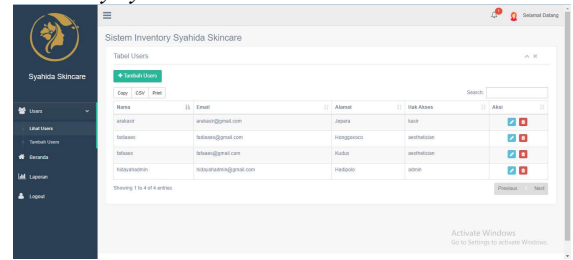 Selamat Datang
Syahida Skincare
Users
Lihat Users
Tambah Users
Beranda
Laporan
Logout
Sistem Inventory Syahida Skincare
Tabel Users
+ Tambah Users
Copy CSV Print
Search:
Nama Email Alamat Hak Akses Aksi
arakasir arakasir@gmail.com Jepara kasir
fadiaaes fadiaaes@gmail.com Honggosoco aesthetician
fafaaes fafaaes@gmail.com Kudus aesthetician
hidayahadmin hidayahadmin@gmail.com Hadipolo admin
Showing 1 to 4 of 4 entries
Previous 1 Next
Activate Windows
Go to Settings to activate Windows.